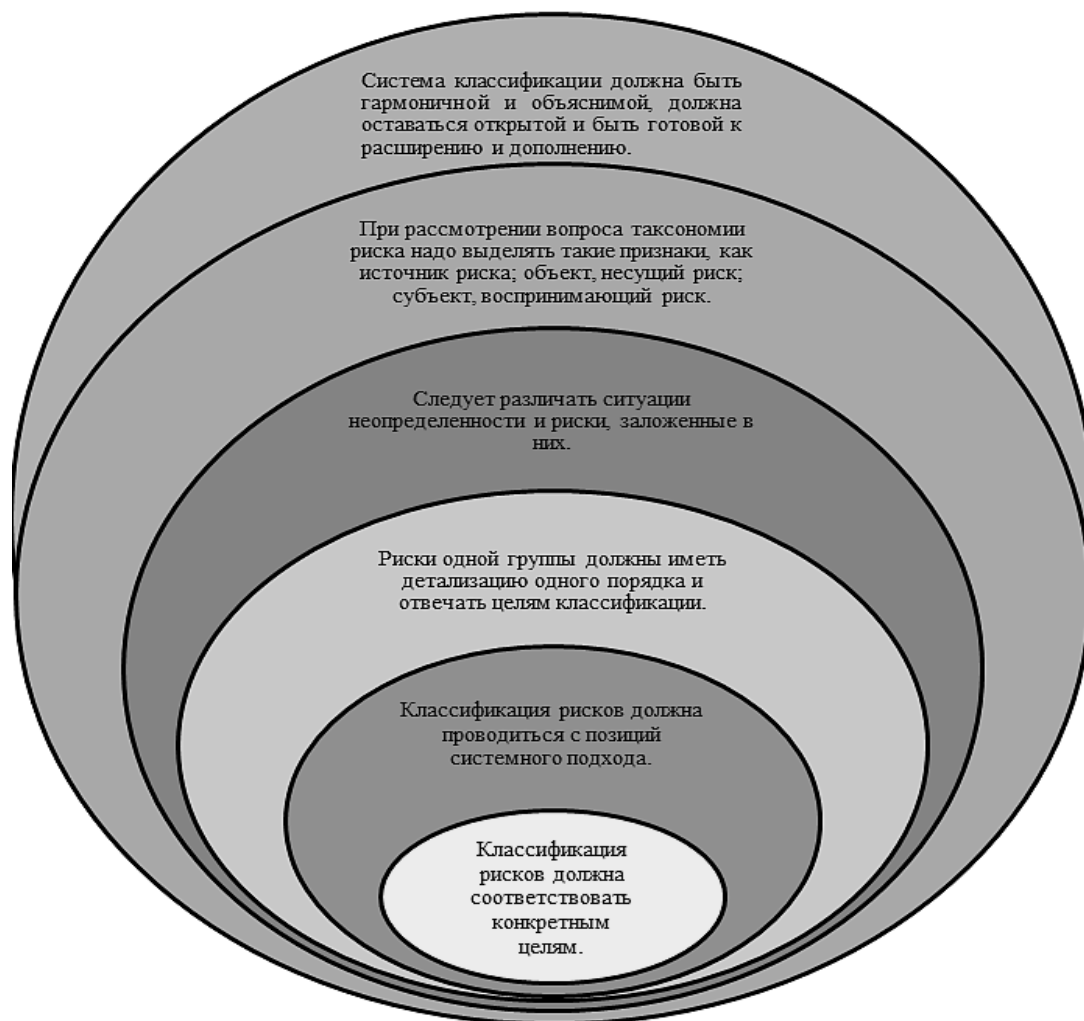 Система классификации должна быть
гармоничной и объяснимой, должна
оставаться открытой и быть готовой к
расширению и дополнению.
При рассмотрении вопроса таксономии
риска надо выделять такие признаки, как
источник риска; объект, несущий риск;
субъект, воспринимающий риск.
Следует различать ситуации
неопределенности и риски, заложенные в
них.
Риски одной группы должны иметь
детализацию одного порядка и
отвечать целям классификации.
Классификация рисков должна
проводиться с позиций
системного подхода.
Классификация
рисков должна
соответствовать
конкретным
целям.